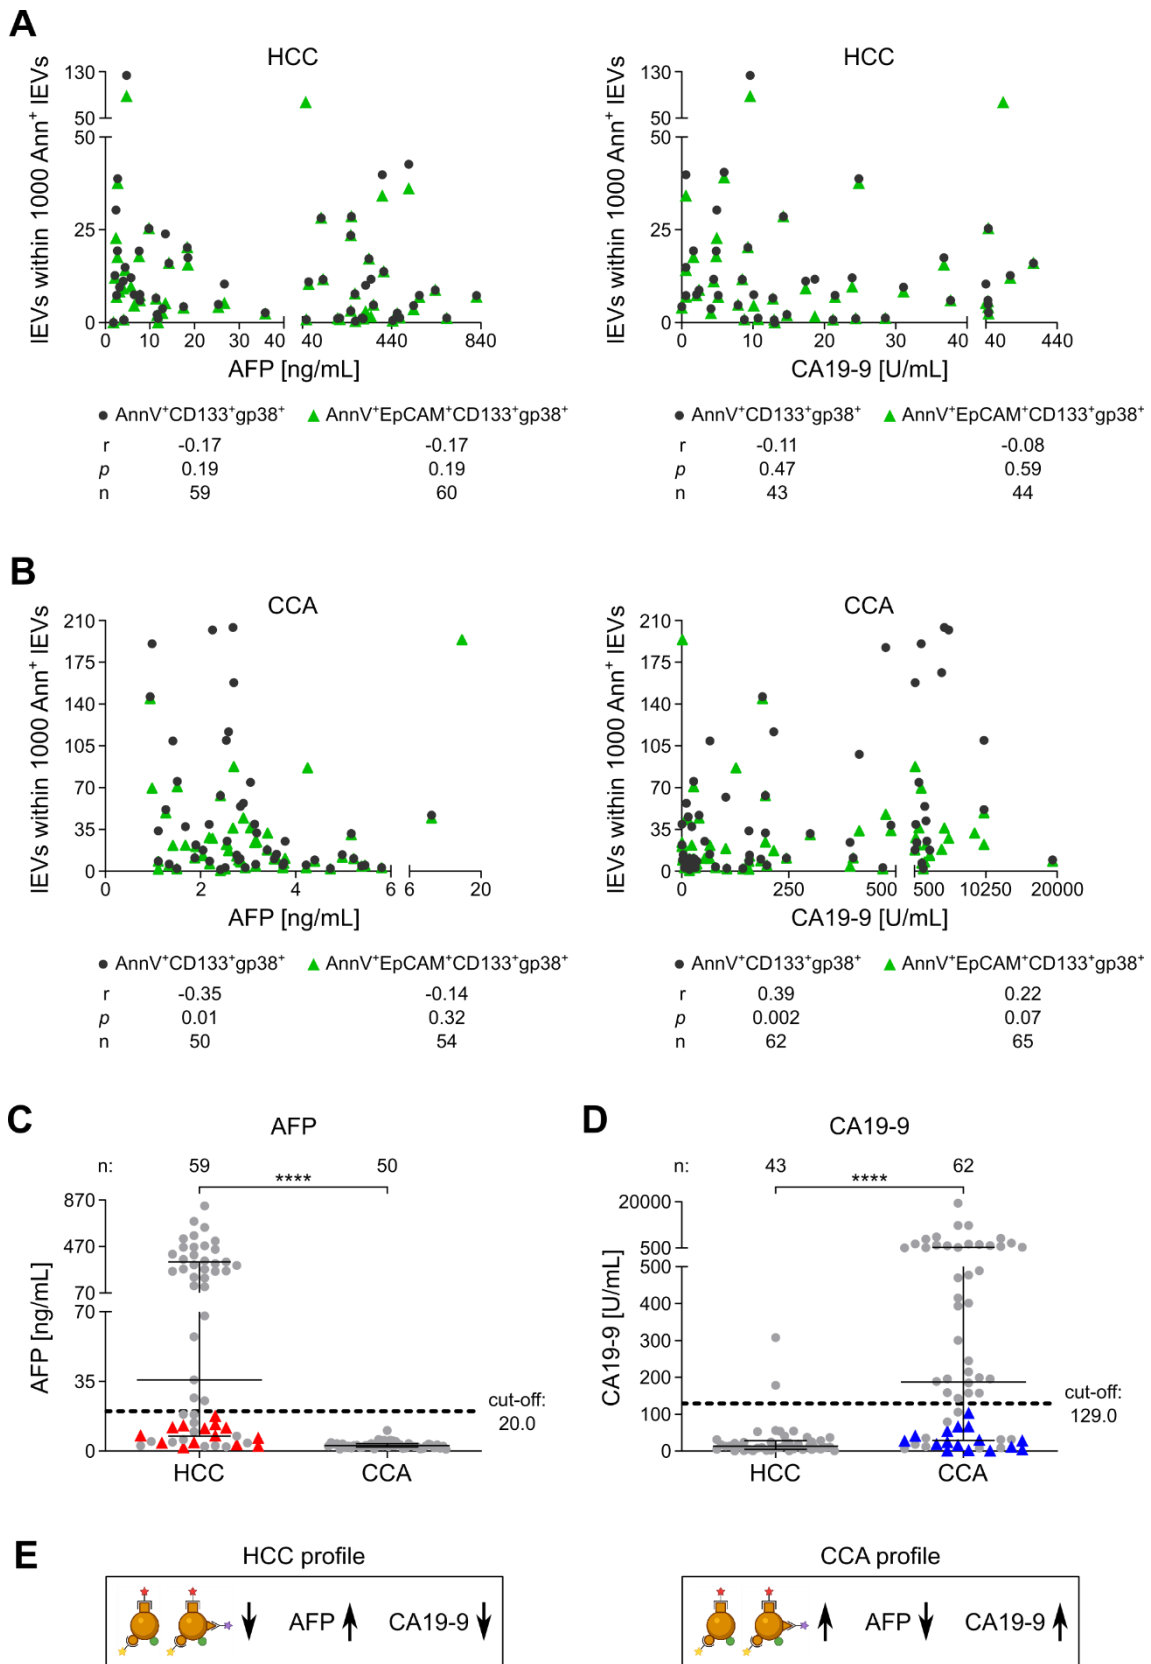 A
HCC
IEVs within 1000 Ann⁺ IEVs
130
50
50
25
0
0 10 20 30 40 40 440 840
AFP [ng/mL]
AnnV⁺CD133⁺gp38⁺ AnnV⁺EpCAM⁺CD133⁺gp38⁺
r -0.17 -0.17
p 0.19 0.19
n 59 60
HCC
IEVs within 1000 Ann⁺ IEVs
130
50
50
25
0
0 10 20 30 40 40 440
CA19-9 [U/mL]
AnnV⁺CD133⁺gp38⁺ AnnV⁺EpCAM⁺CD133⁺gp38⁺
r -0.11 -0.08
p 0.47 0.59
n 43 44
B
CCA
IEVs within 1000 Ann⁺ IEVs
210
175
140
105
70
35
0
0 2 4 6 6 20
AFP [ng/mL]
AnnV⁺CD133⁺gp38⁺ AnnV⁺EpCAM⁺CD133⁺gp38⁺
r -0.35 -0.14
p 0.01 0.32
n 50 54
CCA
IEVs within 1000 Ann⁺ IEVs
210
175
140
105
70
35
0
0 250 500 500 10250 20000
CA19-9 [U/mL]
AnnV⁺CD133⁺gp38⁺ AnnV⁺EpCAM⁺CD133⁺gp38⁺
r 0.39 0.22
p 0.002 0.07
n 62 65
C
AFP
n: 59 50
****
AFP [ng/mL]
870
470
70
70
35
0
cut-off:
20.0
HCC CCA
D
CA19-9
n: 43 62
****
CA19-9 [U/mL]
20000
500
500
400
300
200
100
0
cut-off:
129.0
HCC CCA
E
HCC profile
AFP CA19-9
CCA profile
AFP CA19-9